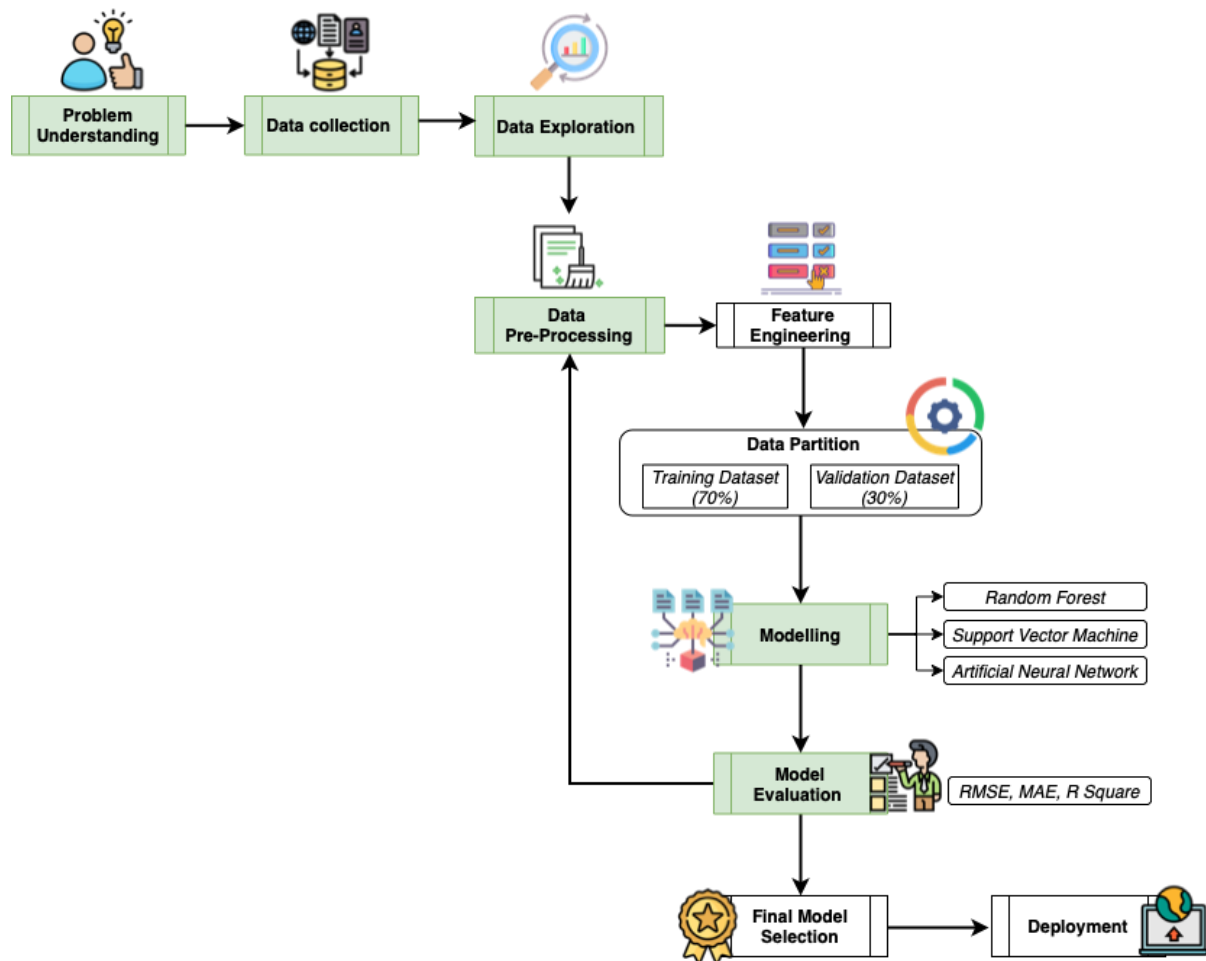 Problem
Understanding
Data collection
Data Exploration
Data
Pre-Processing
Feature
Engineering
Data Partition
Training Dataset
(70%)
Validation Dataset
(30%)
Modelling
Random Forest
Support Vector Machine
Artificial Neural Network
Model
Evaluation
RMSE, MAE, R Square
Final Model
Selection
Deployment